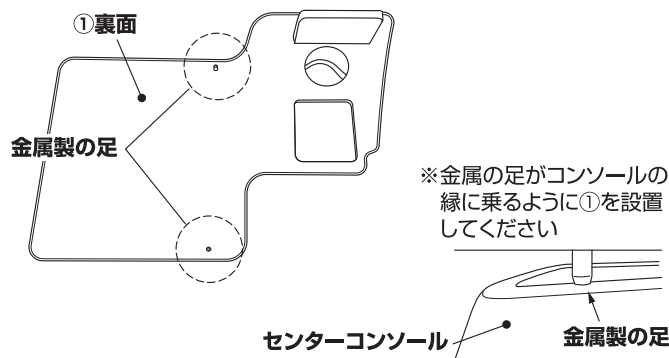 ①裏面
金属製の足
※金属の足がコンソールの
縁に乗るように①を設置
してください
センターコンソール
金属製の足